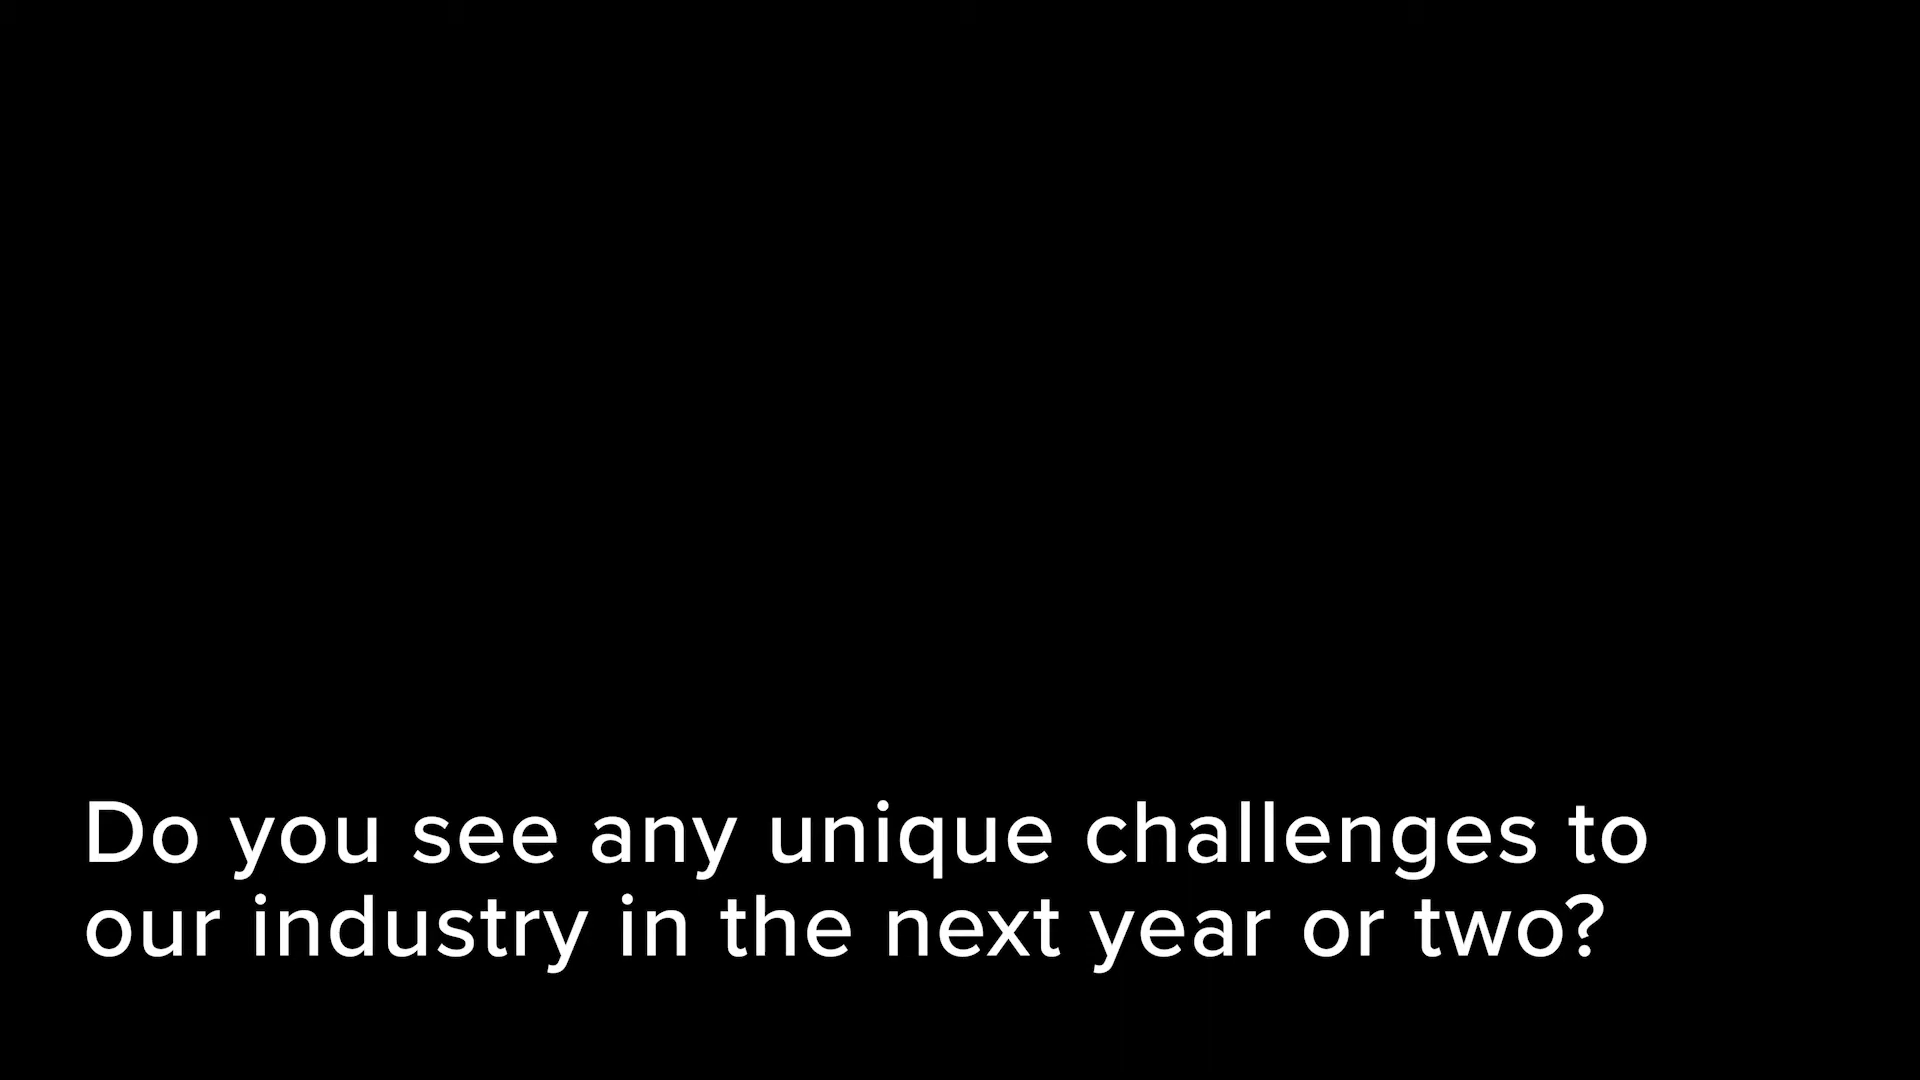 Do you see any unique challenges to
our industry in the next year or two?